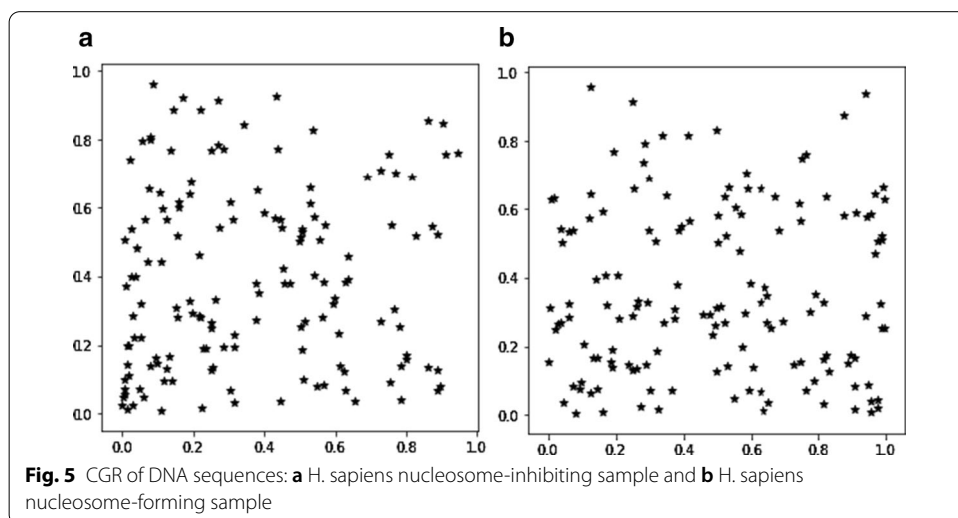 a
b
1.0
0.8
0.6
0.4
0.2
0.0
0.0 0.2 0.4 0.6 0.8 1.0
1.0
0.8
0.6
0.4
0.2
0.0
0.0 0.2 0.4 0.6 0.8 1.0
Fig. 5 CGR of DNA sequences: a H. sapiens nucleosome-inhibiting sample and b H. sapiens
nucleosome-forming sample